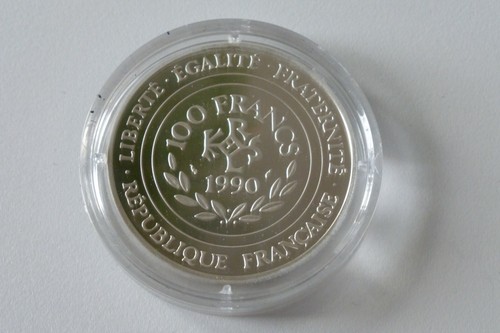 · LIBERTÉ · ÉGALITÉ · FRATERNITÉ ·
100 FRANCS
1990
RÉPUBLIQUE FRANÇAISE